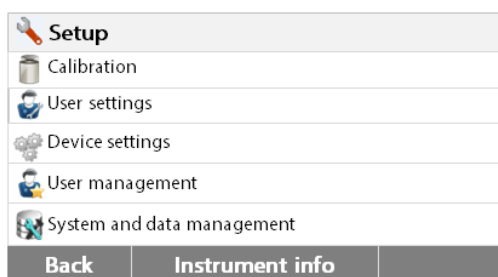 Setup
Calibration
User settings
Device settings
User management
System and data management
Back Instrument info